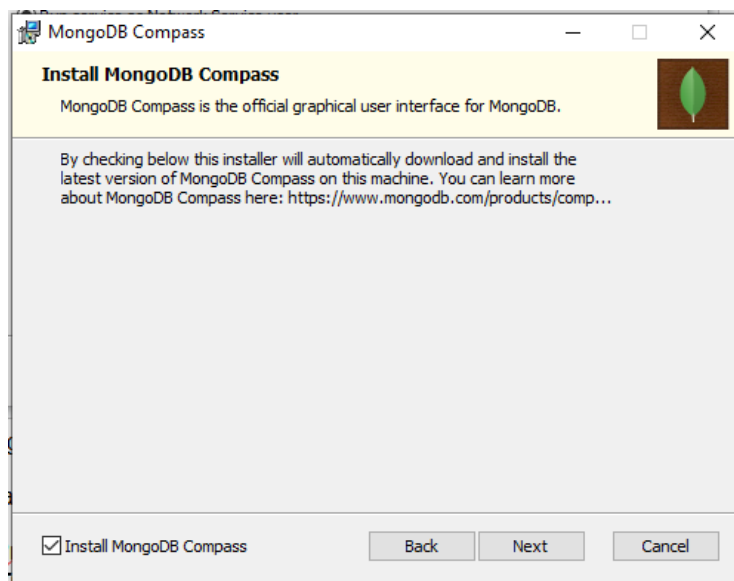 MongoDB Compass
Install MongoDB Compass
MongoDB Compass is the official graphical user interface for MongoDB.
By checking below this installer will automatically download and install the
latest version of MongoDB Compass on this machine. You can learn more
about MongoDB Compass here: https://www.mongodb.com/products/comp...
Install MongoDB Compass
Back
Next
Cancel